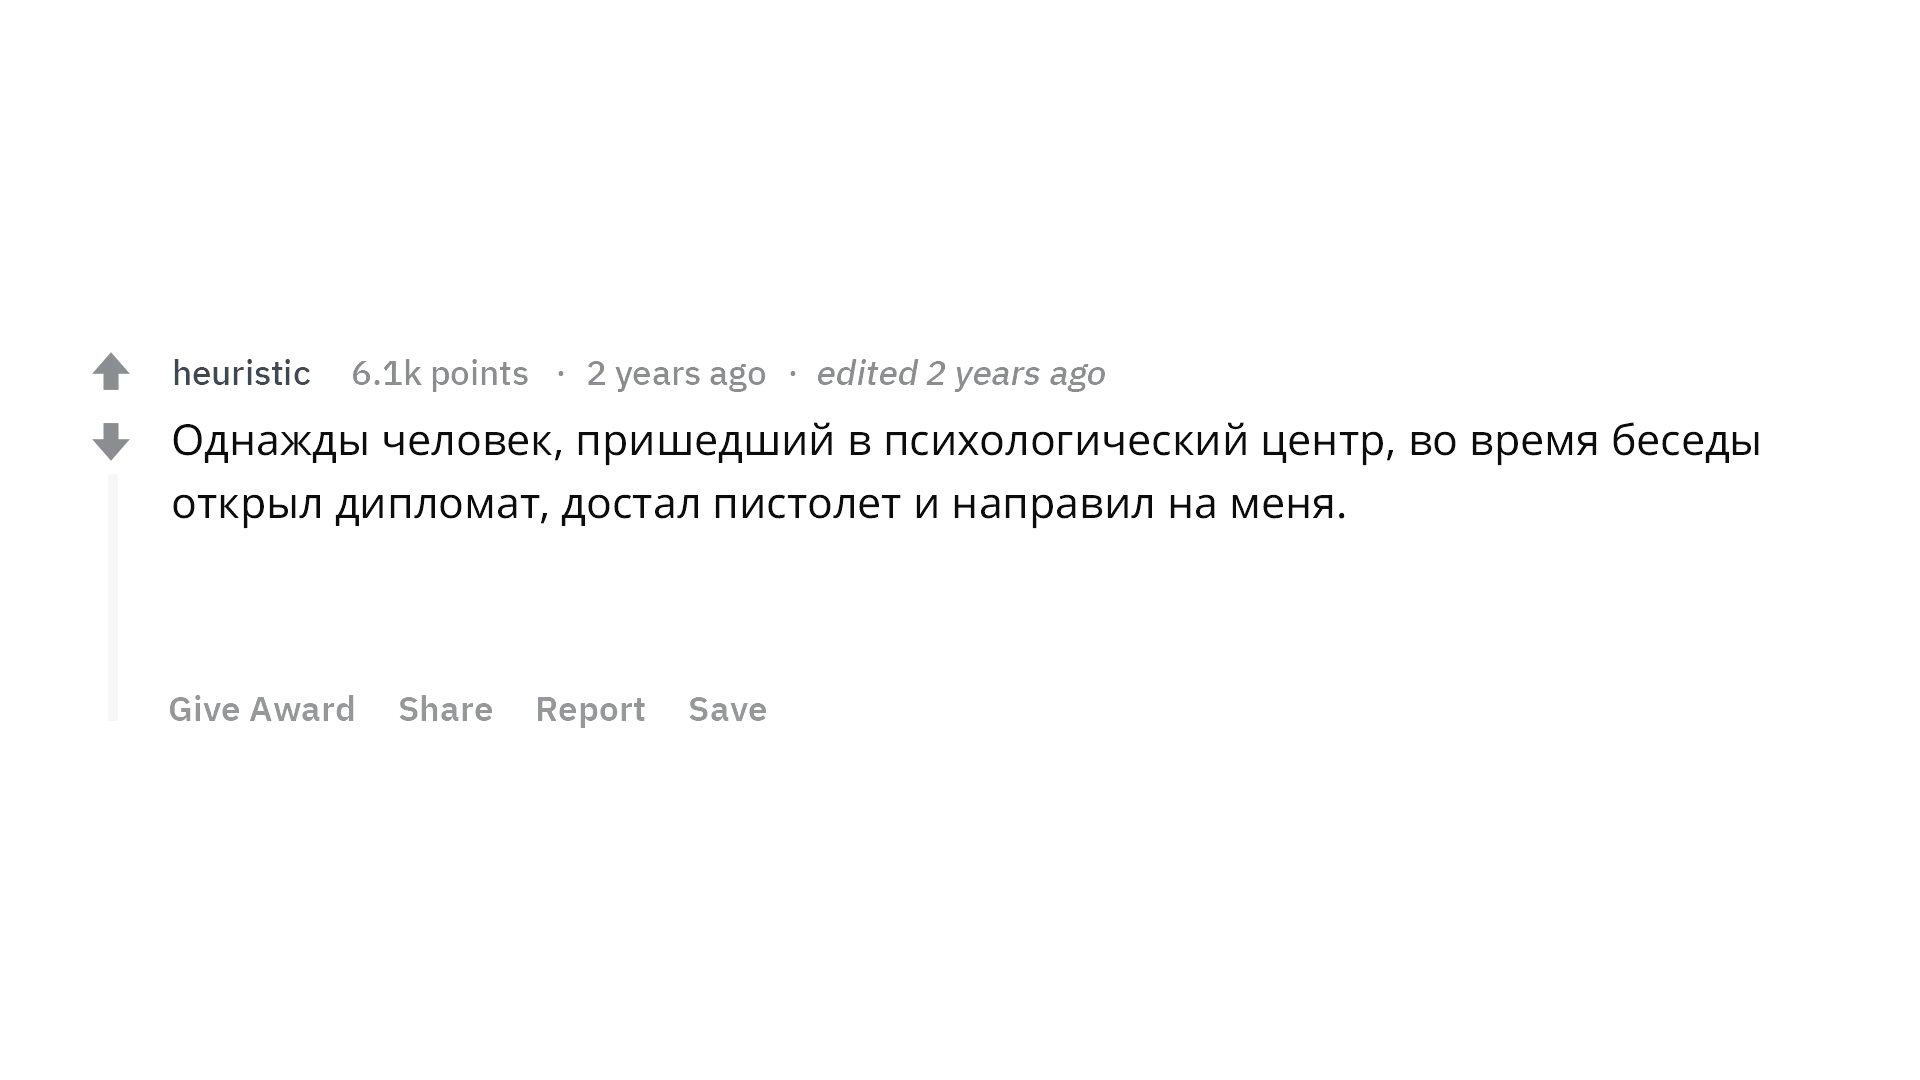 heuristic 6.1k points · 2 years ago · edited 2 years ago
Однажды человек, пришедший в психологический центр, во время беседы
открыл дипломат, достал пистолет и направил на меня.
Give Award Share Report Save